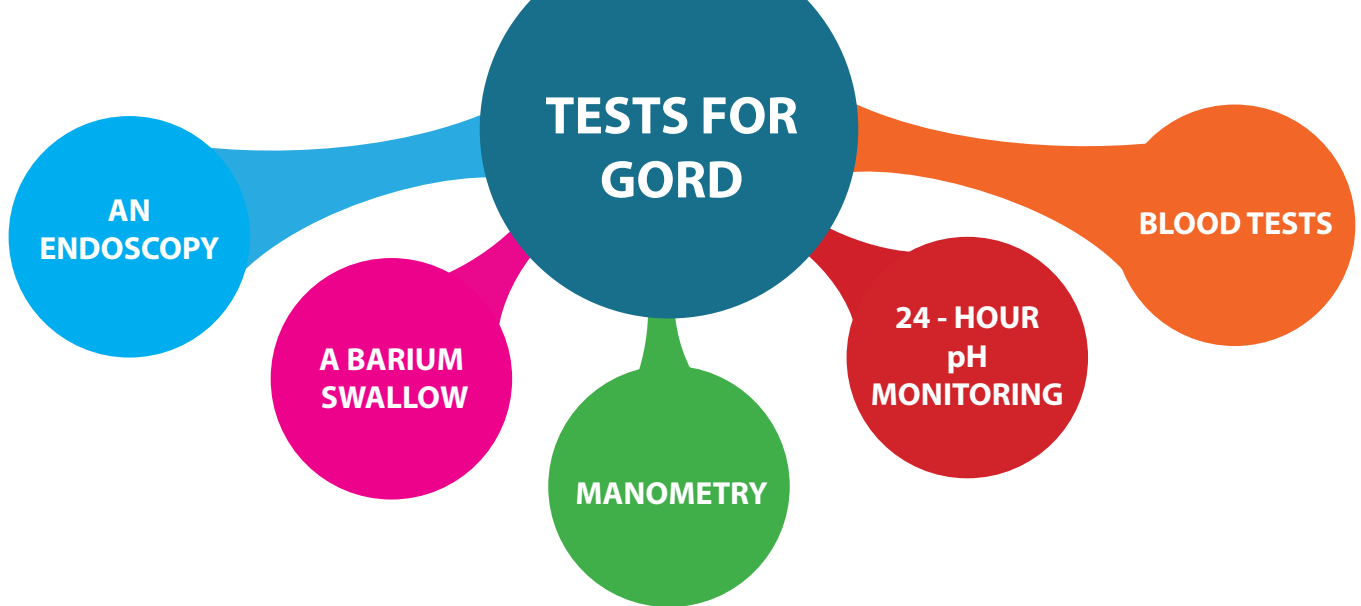 TESTS FOR
GORD
AN
ENDOSCOPY
A BARIUM
SWALLOW
MANOMETRY
24 - HOUR
pH
MONITORING
BLOOD TESTS